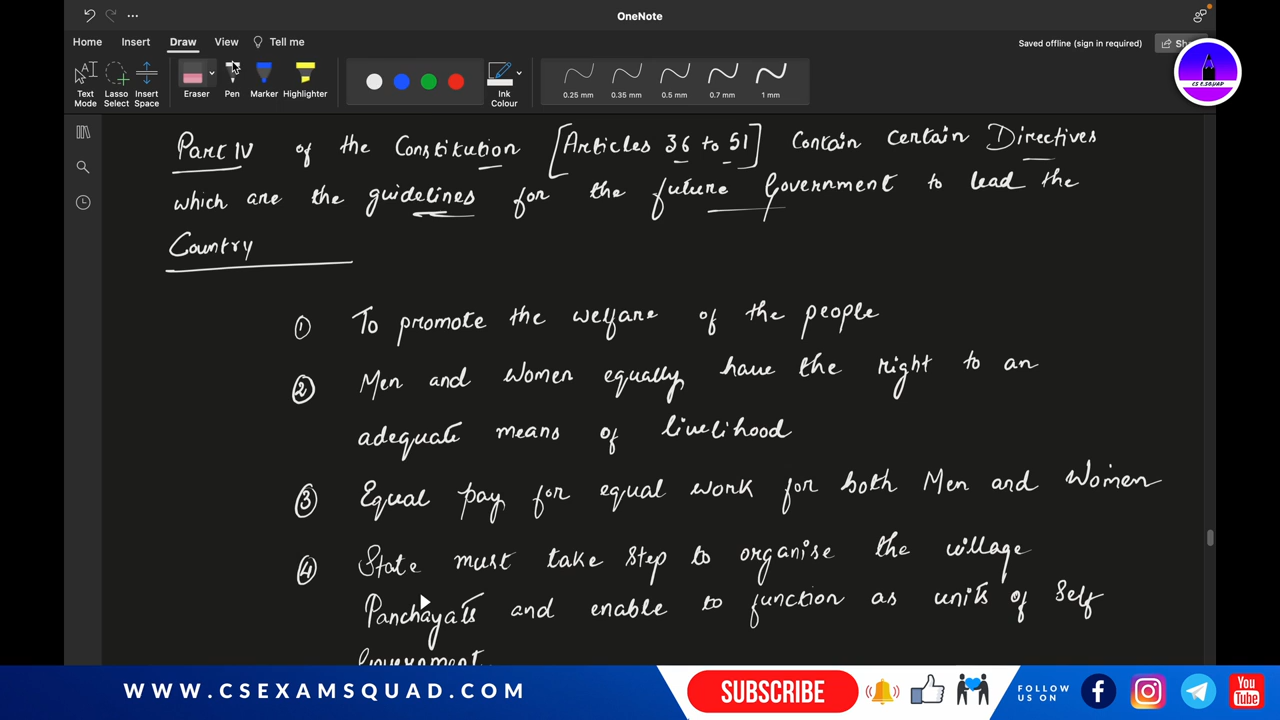 OneNote
Home Insert Draw View Tell me
Saved offline (sign in required) Sh
Text Mode Lasso Select Insert Space Eraser Pen Marker Highlighter Ink Colour 0.25 mm 0.35 mm 0.5 mm 0.7 mm 1 mm
CS E.SQUAD
Part IV of the Constitution [Articles 36 to 51] Contain certain Directives
which are the guidelines for the future Government to lead the
Country
① To promote the welfare of the people
② Men and Women equally have the right to an
adequate means of livelihood
③ Equal pay for equal work for both Men and Women
④ State must take step to organise the village
Panchayats and enable to function as units of Self
Government
WWW.CSEXAMSQUAD.COM SUBSCRIBE FOLLOW US ON You Tube